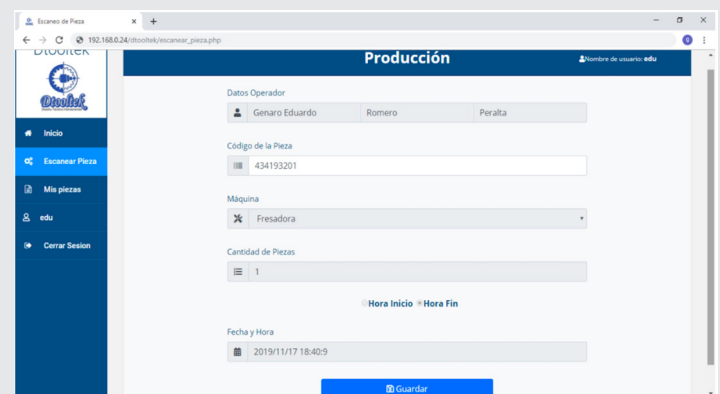 Escaneo de Pieza
192.168.0.24/dtooltek/escanear_pieza.php
Dtooltek
Producción
Nombre de usuario: edu
Dtooltek
Inicio
Escanear Pieza
Mis piezas
edu
Cerrar Sesion
Datos Operador
Genaro Eduardo Romero Peralta
Código de la Pieza
434193201
Máquina
Fresadora
Cantidad de Piezas
1
Hora Inicio Hora Fin
Fecha y Hora
2019/11/17 18:40:9
Guardar